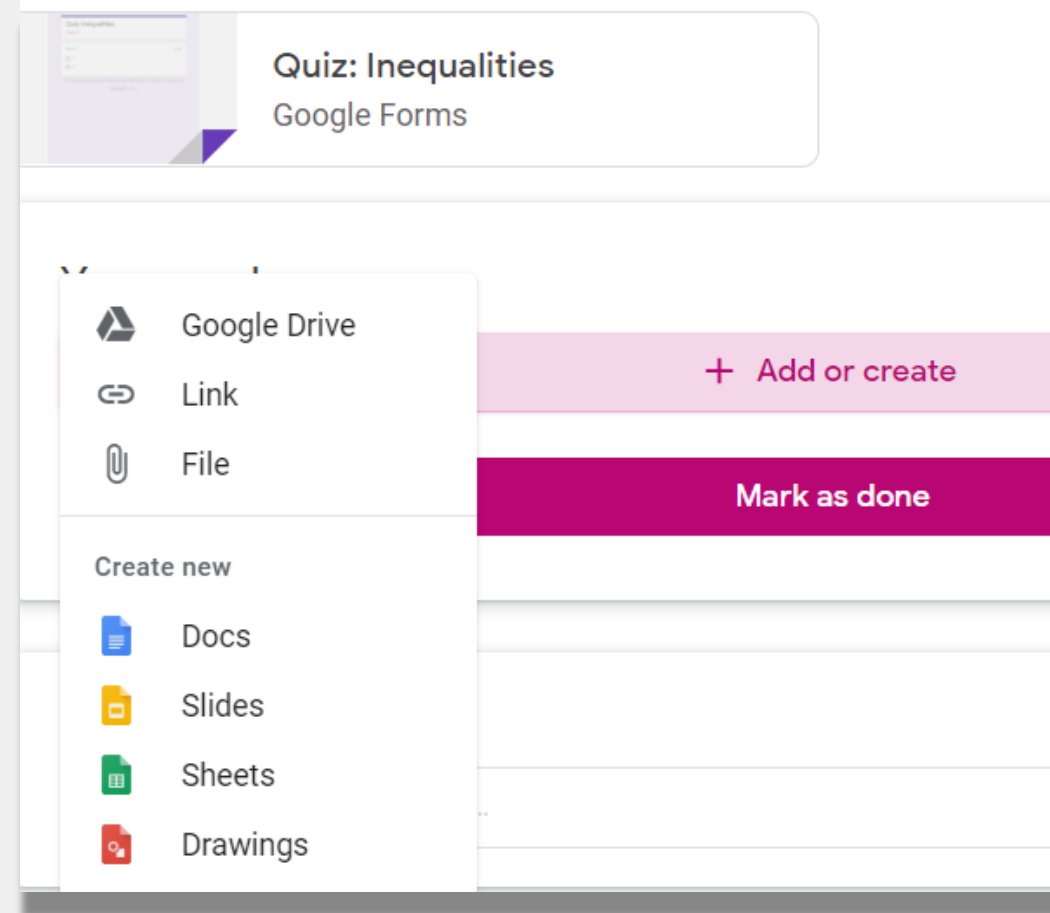 Quiz: Inequalities
Google Forms
Google Drive
Link
File
+ Add or create
Mark as done
Create new
Docs
Slides
Sheets
Drawings